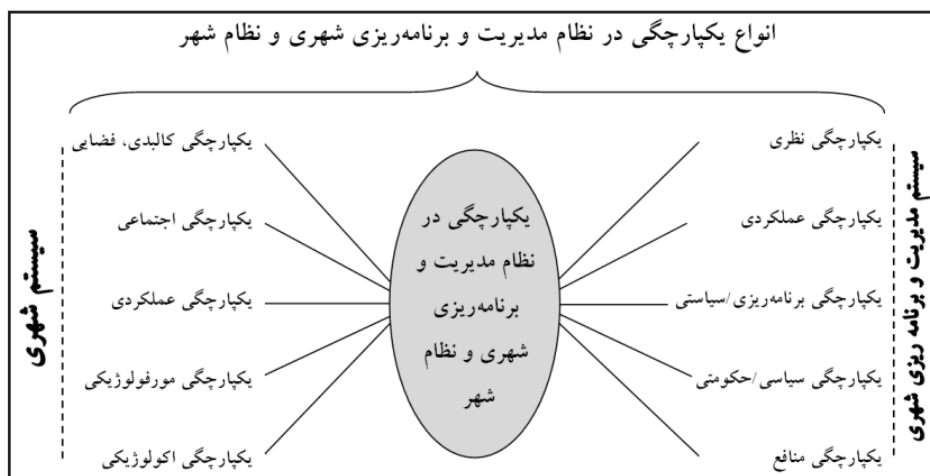 انواع یکپارچگی در نظام مدیریت و برنامه‌ریزی شهری و نظام شهر
سیستم مدیریت و برنامه ریزی شهری
یکپارچگی نظری
یکپارچگی عملکردی
یکپارچگی برنامه‌ریزی/سیاستی
یکپارچگی سیاسی/حکومتی
یکپارچگی منافع
یکپارچگی در
نظام مدیریت و
برنامه‌ریزی
شهری و نظام
شهر
یکپارچگی کالبدی، فضایی
یکپارچگی اجتماعی
یکپارچگی عملکردی
یکپارچگی مورفولوژیکی
یکپارچگی اکولوژیکی
سیستم شهری